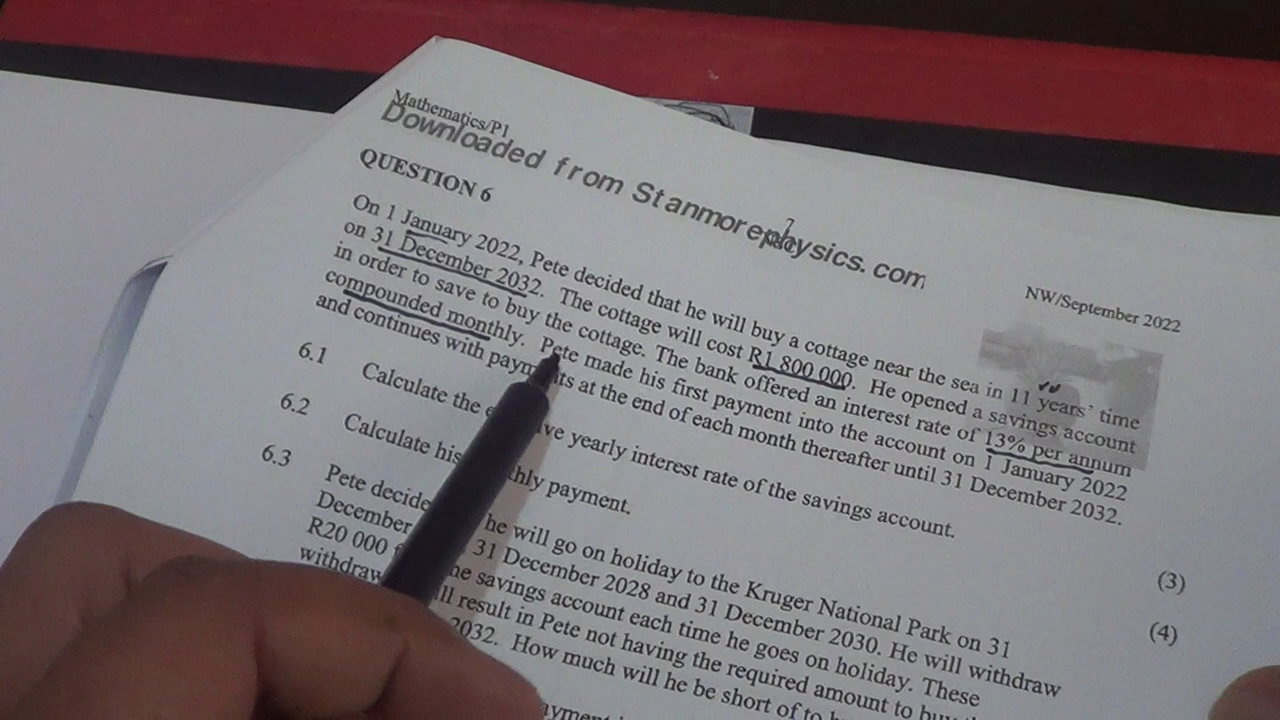 Mathematics/P1
Downloaded from Stanmorephysics.com
7
NW/September 2022
QUESTION 6
On 1 January 2022, Pete decided that he will buy a cottage near the sea in 11 years' time
on 31 December 2032. The cottage will cost R1 800 000. He opened a savings account
in order to save to buy the cottage. The bank offered an interest rate of 13% per annum
compounded monthly. Pete made his first payment into the account on 1 January 2022
and continues with payments at the end of each month thereafter until 31 December 2032.
6.1 Calculate the yearly interest rate of the savings account. (3)
6.2 Calculate his payment. (4)
6.3 Pete he will go on holiday to the Kruger National Park on 31
December 31 December 2028 and 31 December 2030. He will withdraw
R20 000 savings account each time he goes on holiday. These
result in Pete not having the required amount to buy
2032. How much will he be short of to